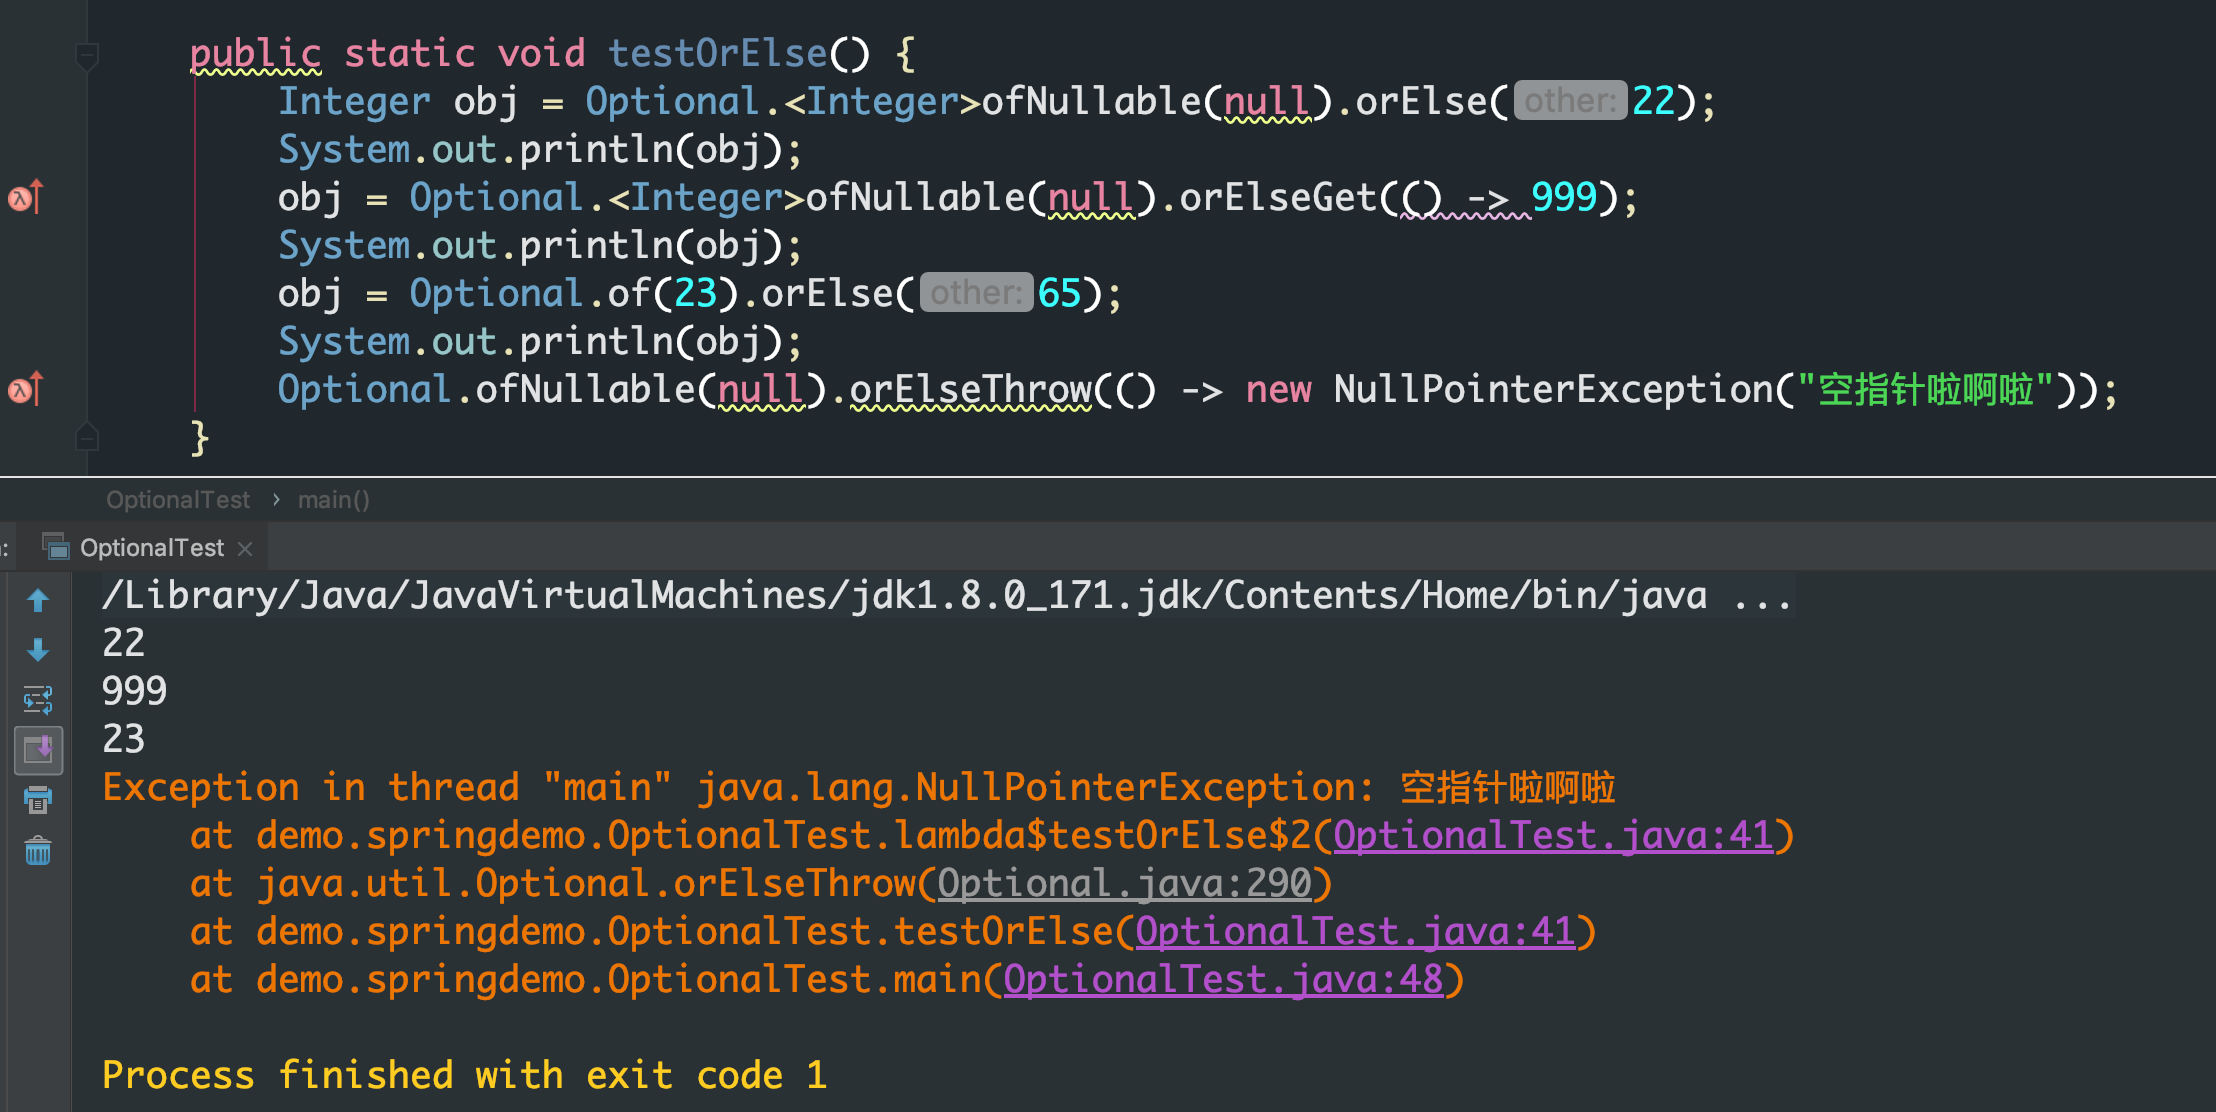 public static void testOrElse() {
Integer obj = Optional.<Integer>ofNullable(null).orElse( other: 22);
System.out.println(obj);
obj = Optional.<Integer>ofNullable(null).orElseGet(() -> 999);
System.out.println(obj);
obj = Optional.of(23).orElse( other: 65);
System.out.println(obj);
Optional.ofNullable(null).orElseThrow(() -> new NullPointerException("空指针啦啊啦"));
}
OptionalTest › main()
: OptionalTest ×
/Library/Java/JavaVirtualMachines/jdk1.8.0_171.jdk/Contents/Home/bin/java ...
22
999
23
Exception in thread "main" java.lang.NullPointerException: 空指针啦啊啦
at demo.springdemo.OptionalTest.lambda$testOrElse$2(OptionalTest.java:41)
at java.util.Optional.orElseThrow(Optional.java:290)
at demo.springdemo.OptionalTest.testOrElse(OptionalTest.java:41)
at demo.springdemo.OptionalTest.main(OptionalTest.java:48)
Process finished with exit code 1